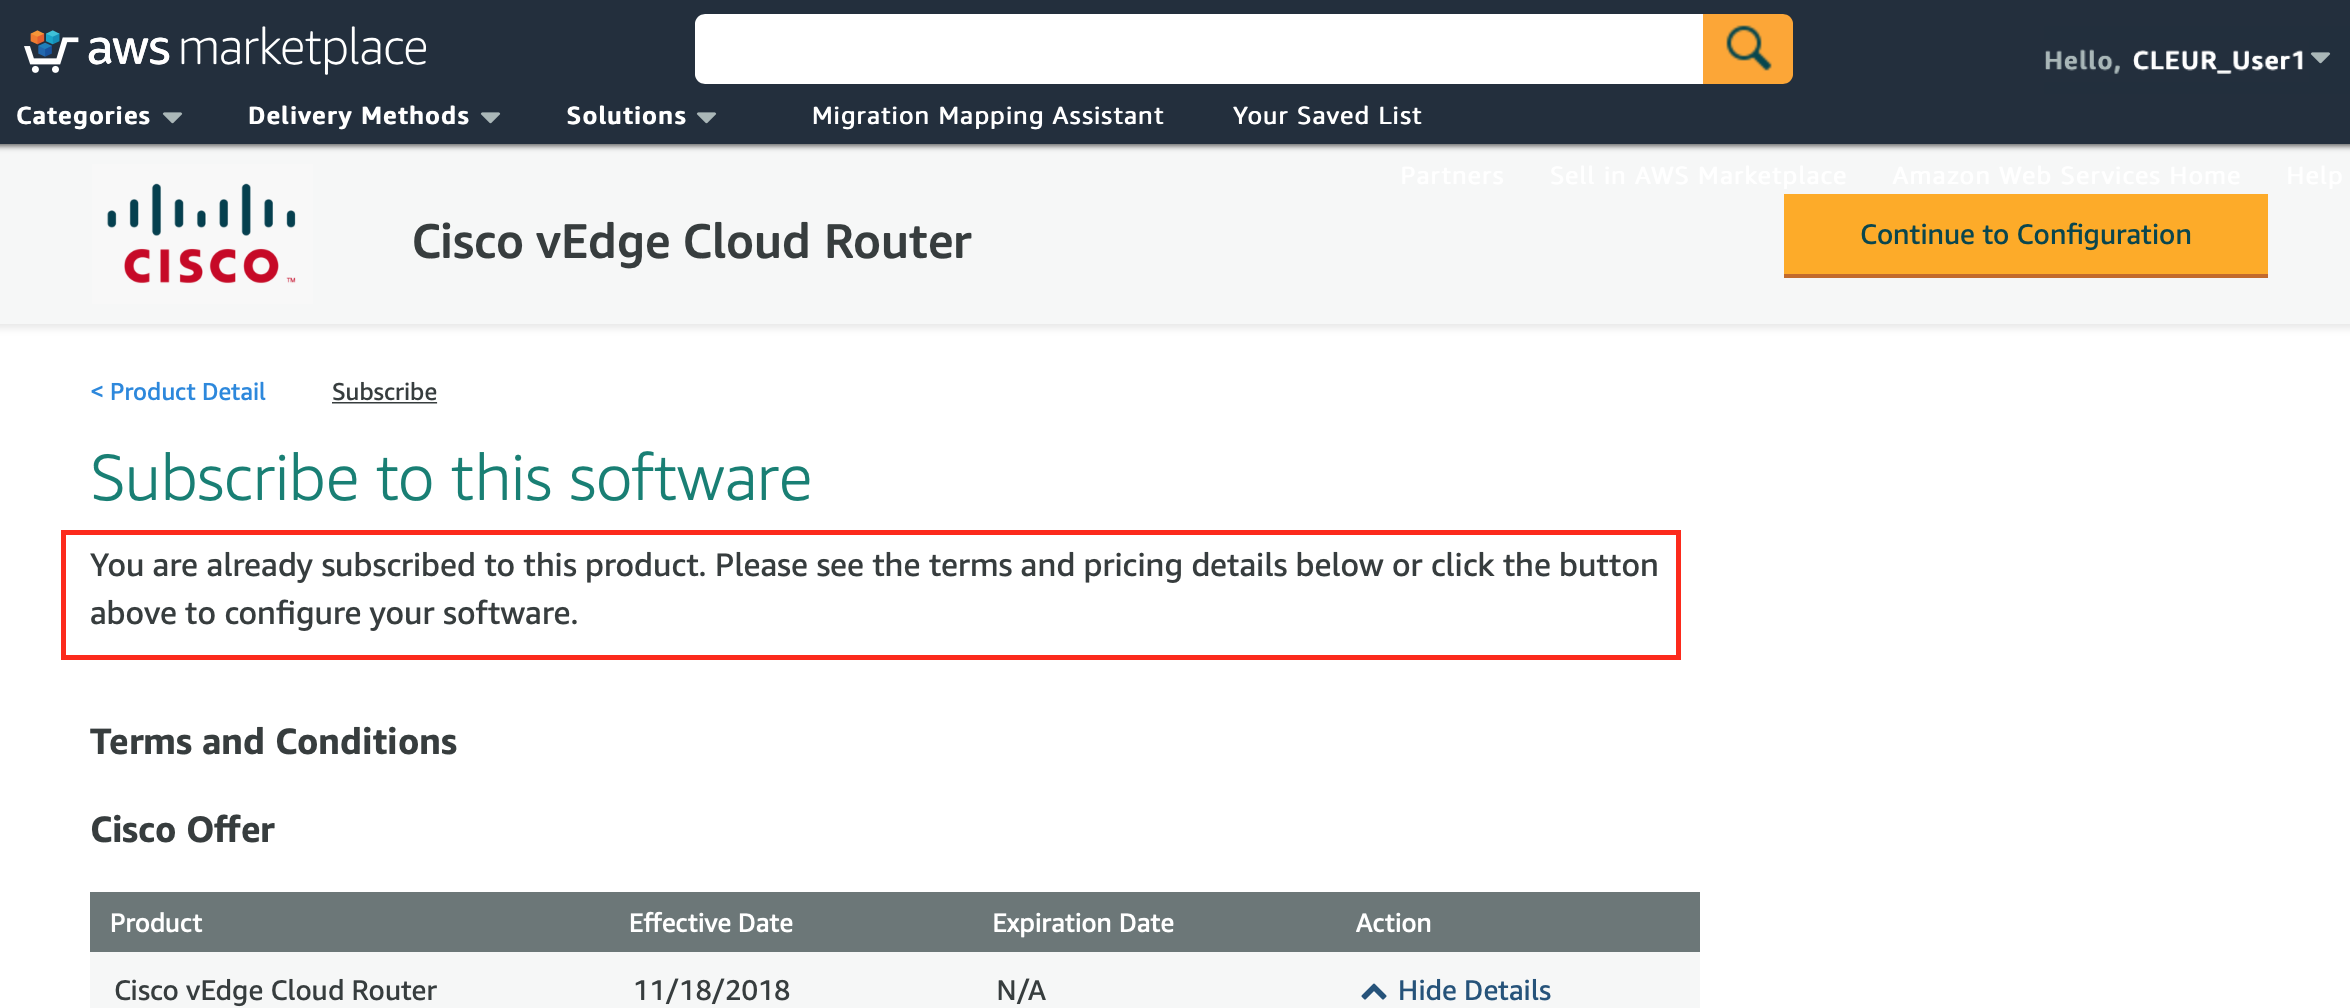 aws marketplace
Hello, CLEUR_User1
Categories Delivery Methods Solutions Migration Mapping Assistant Your Saved List
Partners Sell in AWS Marketplace Amazon Web Services Home Help
CISCO™
Cisco vEdge Cloud Router
Continue to Configuration
< Product Detail Subscribe
Subscribe to this software
You are already subscribed to this product. Please see the terms and pricing details below or click the button
above to configure your software.
Terms and Conditions
Cisco Offer
Product Effective Date Expiration Date Action
Cisco vEdge Cloud Router 11/18/2018 N/A Hide Details